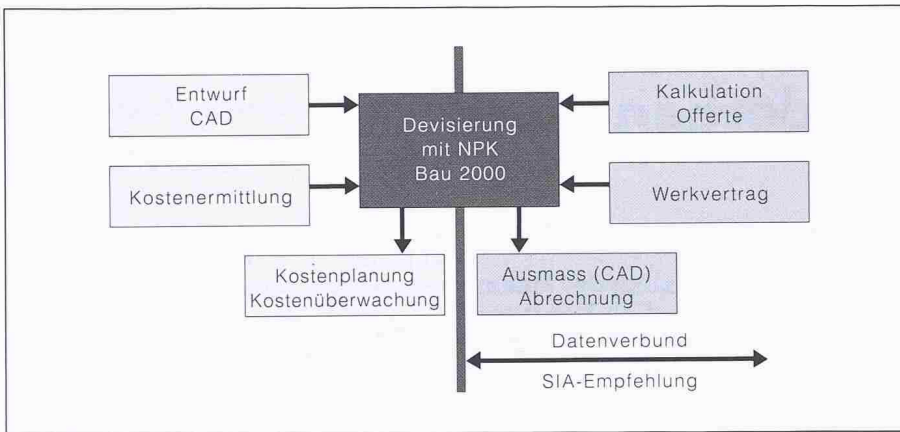 Entwurf
CAD
Kostenermittlung
Devisierung
mit NPK
Bau 2000
Kalkulation
Offerte
Werkvertrag
Kostenplanung
Kostenüberwachung
Ausmass (CAD)
Abrechnung
Datenverbund
SIA-Empfehlung